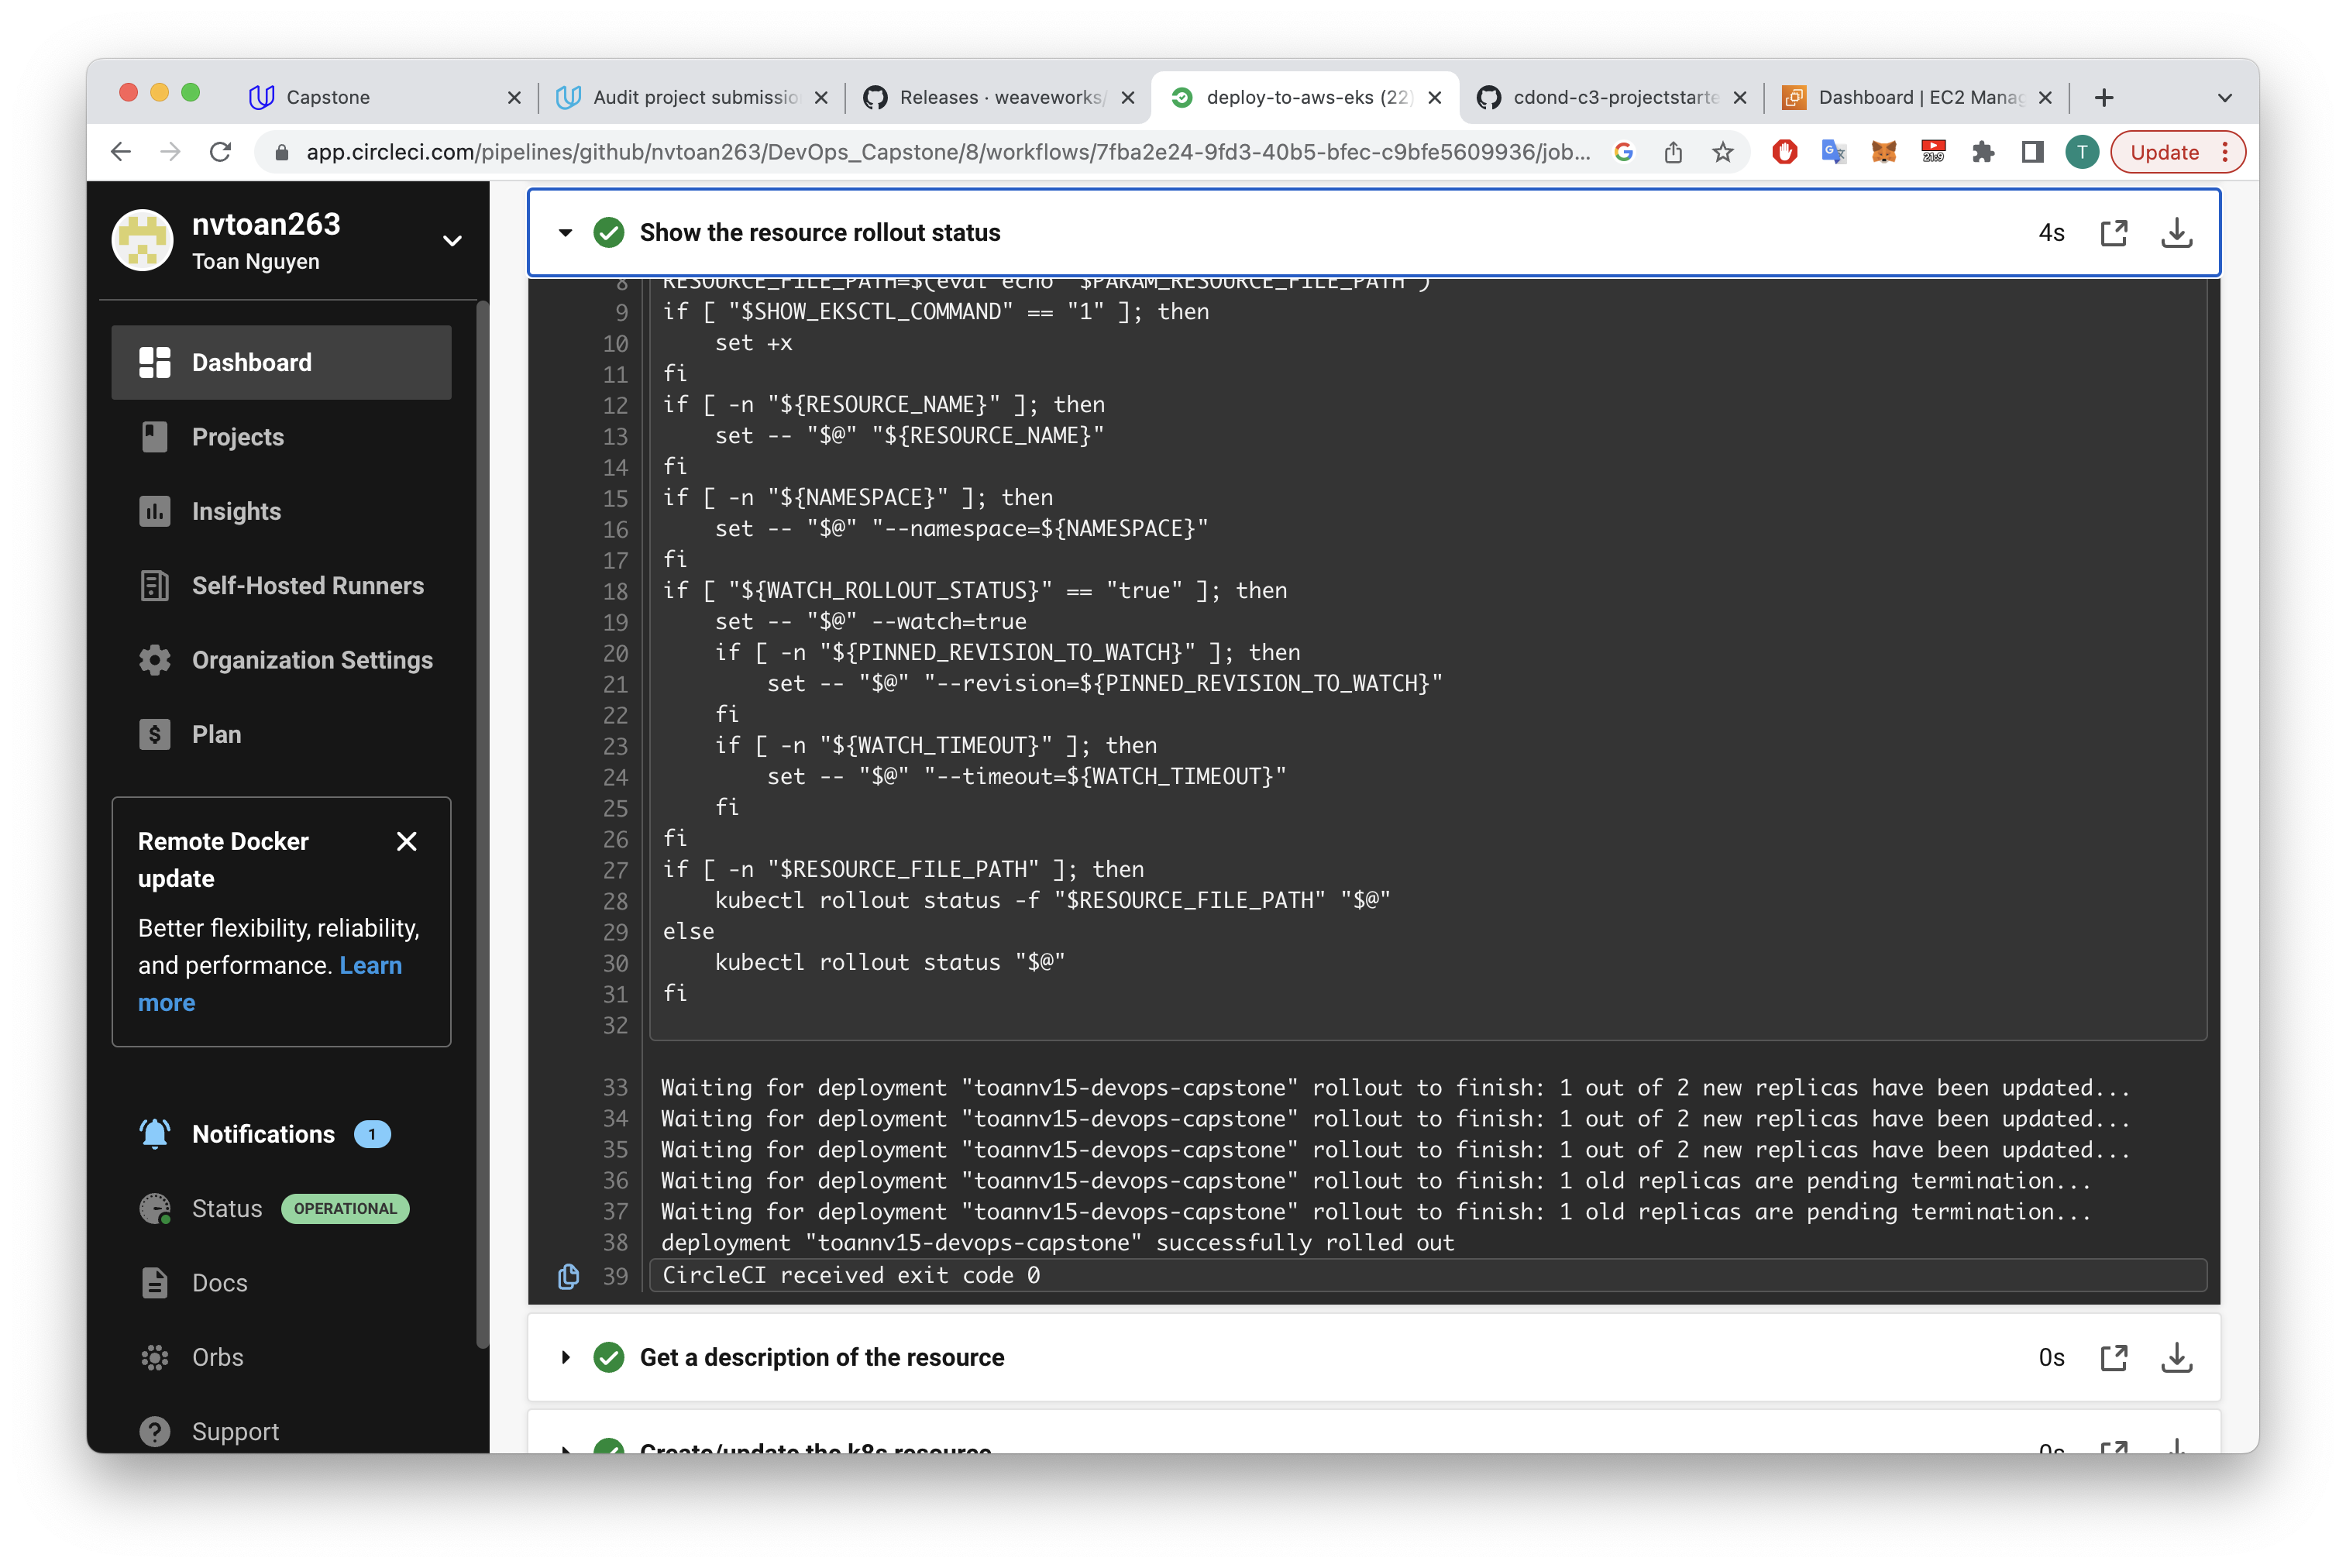 Capstone
Audit project submissio
Releases · weaveworks/
deploy-to-aws-eks (22)
cdond-c3-projectstarte
Dashboard | EC2 Manag
app.circleci.com/pipelines/github/nvtoan263/DevOps_Capstone/8/workflows/7fba2e24-9fd3-40b5-bfec-c9bfe5609936/job...
21:9
T
Update
nvtoan263
Toan Nguyen
Dashboard
Projects
Insights
Self-Hosted Runners
Organization Settings
Plan
Remote Docker
update
Better flexibility, reliability,
and performance. Learn
more
Notifications 1
Status OPERATIONAL
Docs
Orbs
Support
Show the resource rollout status 4s
8 RESOURCE_FILE_PATH=$(eval echo "$PARAM_RESOURCE_FILE_PATH")
9 if [ "$SHOW_EKSCTL_COMMAND" == "1" ]; then
10     set +x
11 fi
12 if [ -n "${RESOURCE_NAME}" ]; then
13     set -- "$@" "${RESOURCE_NAME}"
14 fi
15 if [ -n "${NAMESPACE}" ]; then
16     set -- "$@" "--namespace=${NAMESPACE}"
17 fi
18 if [ "${WATCH_ROLLOUT_STATUS}" == "true" ]; then
19     set -- "$@" --watch=true
20     if [ -n "${PINNED_REVISION_TO_WATCH}" ]; then
21         set -- "$@" "--revision=${PINNED_REVISION_TO_WATCH}"
22     fi
23     if [ -n "${WATCH_TIMEOUT}" ]; then
24         set -- "$@" "--timeout=${WATCH_TIMEOUT}"
25     fi
26 fi
27 if [ -n "$RESOURCE_FILE_PATH" ]; then
28     kubectl rollout status -f "$RESOURCE_FILE_PATH" "$@"
29 else
30     kubectl rollout status "$@"
31 fi
32
33 Waiting for deployment "toannv15-devops-capstone" rollout to finish: 1 out of 2 new replicas have been updated...
34 Waiting for deployment "toannv15-devops-capstone" rollout to finish: 1 out of 2 new replicas have been updated...
35 Waiting for deployment "toannv15-devops-capstone" rollout to finish: 1 out of 2 new replicas have been updated...
36 Waiting for deployment "toannv15-devops-capstone" rollout to finish: 1 old replicas are pending termination...
37 Waiting for deployment "toannv15-devops-capstone" rollout to finish: 1 old replicas are pending termination...
38 deployment "toannv15-devops-capstone" successfully rolled out
39 CircleCI received exit code 0
Get a description of the resource 0s
Create/update the k8s resource 0s